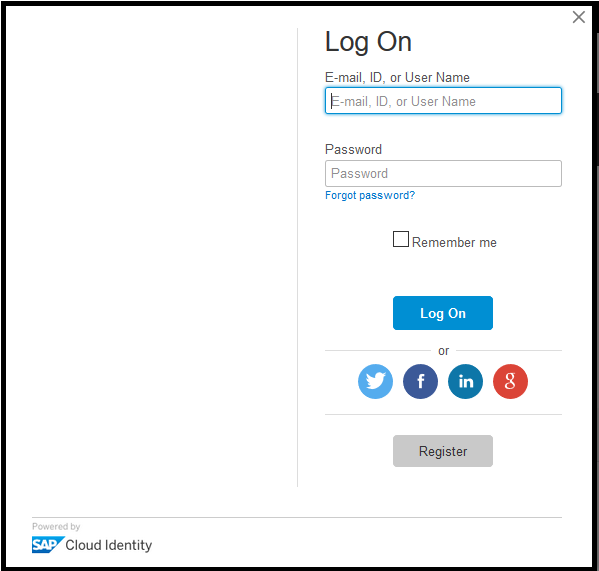 Log On
E-mail, ID, or User Name
E-mail, ID, or User Name
Password
Password
Forgot password?
Remember me
Log On
or
f
in
g
Register
Powered by
SAP Cloud Identity